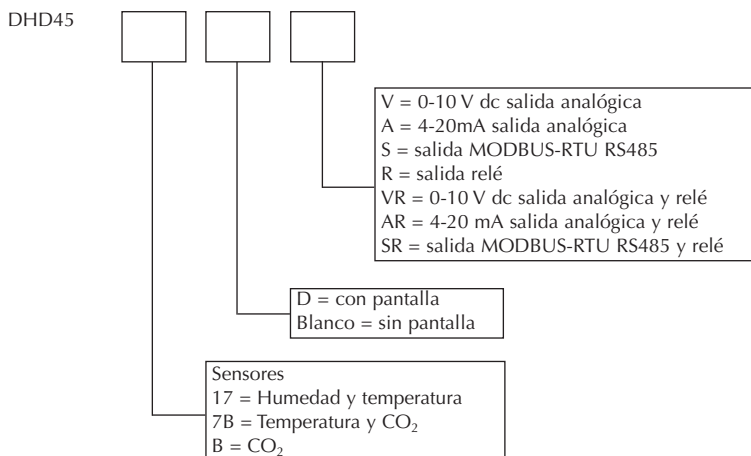 DHD45
V = 0-10 V dc salida analógica
A = 4-20mA salida analógica
S = salida MODBUS-RTU RS485
R = salida relé
VR = 0-10 V dc salida analógica y relé
AR = 4-20 mA salida analógica y relé
SR = salida MODBUS-RTU RS485 y relé
D = con pantalla
Blanco = sin pantalla
Sensores
17 = Humedad y temperatura
7B = Temperatura y CO₂
B = CO₂